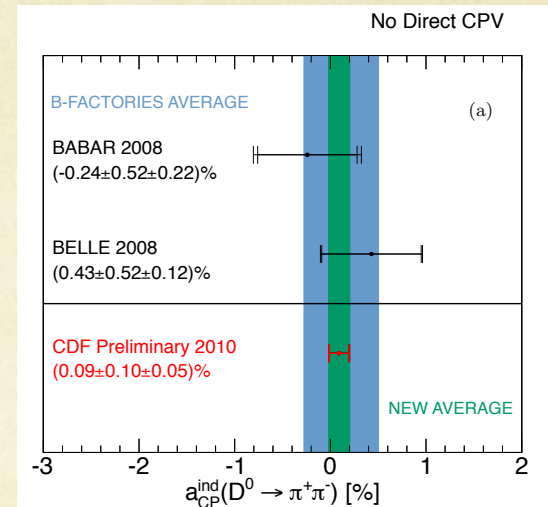 No Direct CPV
B-FACTORIES AVERAGE
(a)
BABAR 2008
(-0.24±0.52±0.22)%
BELLE 2008
(0.43±0.52±0.12)%
CDF Preliminary 2010
(0.09±0.10±0.05)%
NEW AVERAGE
-3 -2 -1 0 1 2
a_CP^ind(D⁰ → π⁺π⁻) [%]